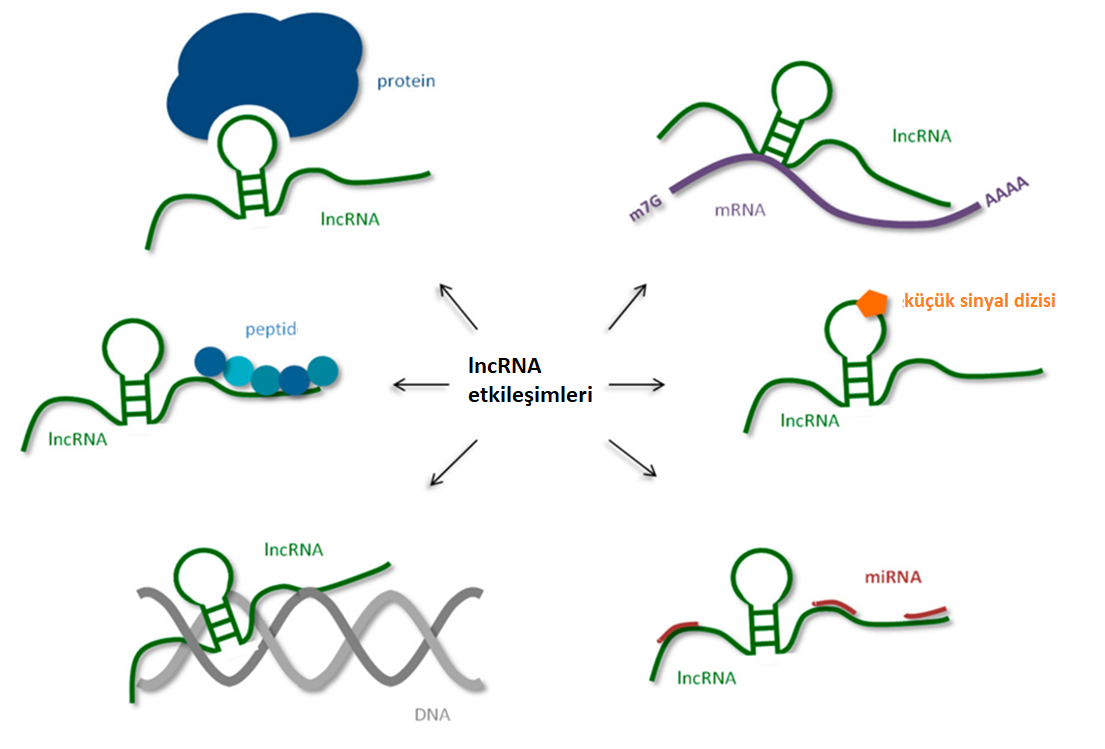 protein
lncRNA
lncRNA
m7G
mRNA
AAAA
peptid
lncRNA
lncRNA
etkileşimleri
küçük sinyal dizisi
lncRNA
lncRNA
DNA
miRNA
lncRNA